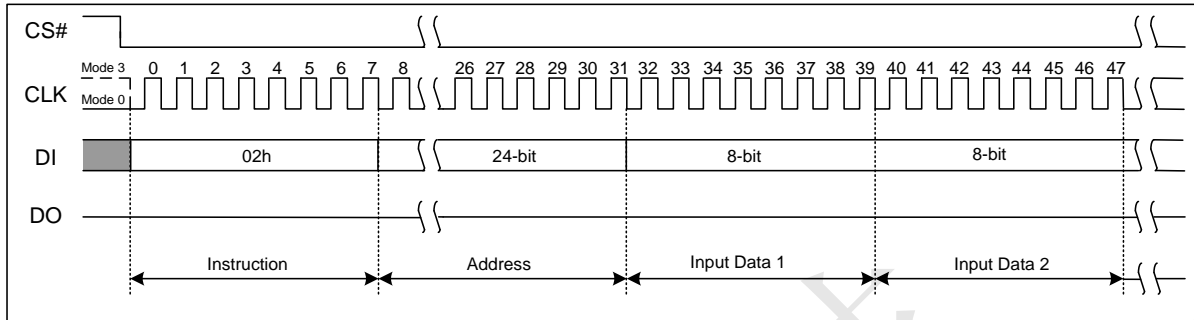 CS#
Mode 3 0 1 2 3 4 5 6 7 8 26 27 28 29 30 31 32 33 34 35 36 37 38 39 40 41 42 43 44 45 46 47
CLK
Mode 0
DI 02h 24-bit 8-bit 8-bit
DO
Instruction Address Input Data 1 Input Data 2